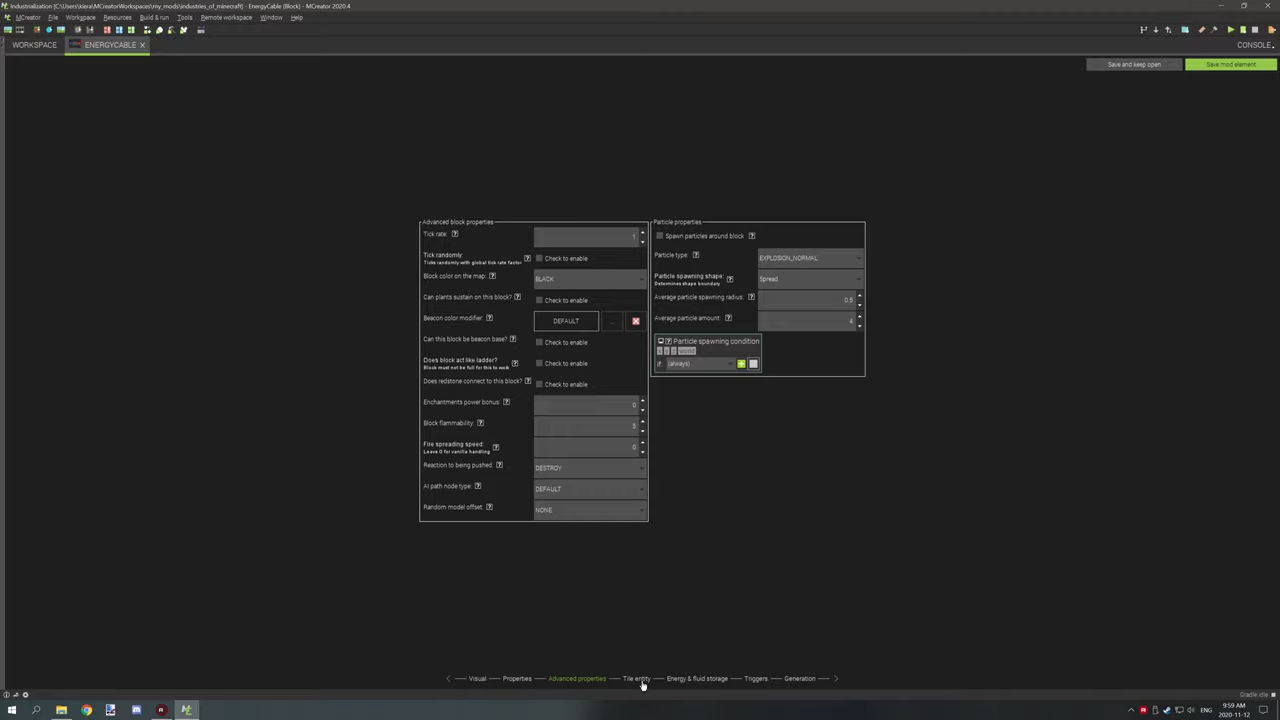 Industrialization [C:\Users\kiera\MCreatorWorkspaces\my_mods\industries_of_minecraft] - EnergyCable (Block) - MCreator 2020.4
MCreator File Workspace Resources Build & run Tools Remote workspace Window Help
WORKSPACE ENERGYCABLE CONSOLE
Save and keep open Save mod element
Advanced block properties
Tick rate: ? 1
Tick randomly: ? Check to enable
Ticks randomly with global tick rate factor
Block color on the map: ? BLACK
Can plants sustain on this block? ? Check to enable
Beacon color modifier: ? DEFAULT ...
Can this block be beacon base? ? Check to enable
Does block act like ladder? ? Check to enable
Block must not be full for this to work
Does redstone connect to this block? ? Check to enable
Enchantments power bonus: ? 0
Block flammability: ? 5
Fire spreading speed: ? 0
Leave 0 for vanilla handling
Reaction to being pushed: ? DESTROY
AI path node type: ? DEFAULT
Random model offset: ? NONE
Particle properties
Spawn particles around block ?
Particle type: ? EXPLOSION_NORMAL
Particle spawning shape: ? Spread
Determines shape boundary
Average particle spawning radius: ? 0.5
Average particle amount: ? 4
? Particle spawning condition
x y z world
if: (always)
Visual Properties Advanced properties Tile entity Energy & fluid storage Triggers Generation
Gradle idle
ENG 9:59 AM
2020-11-12